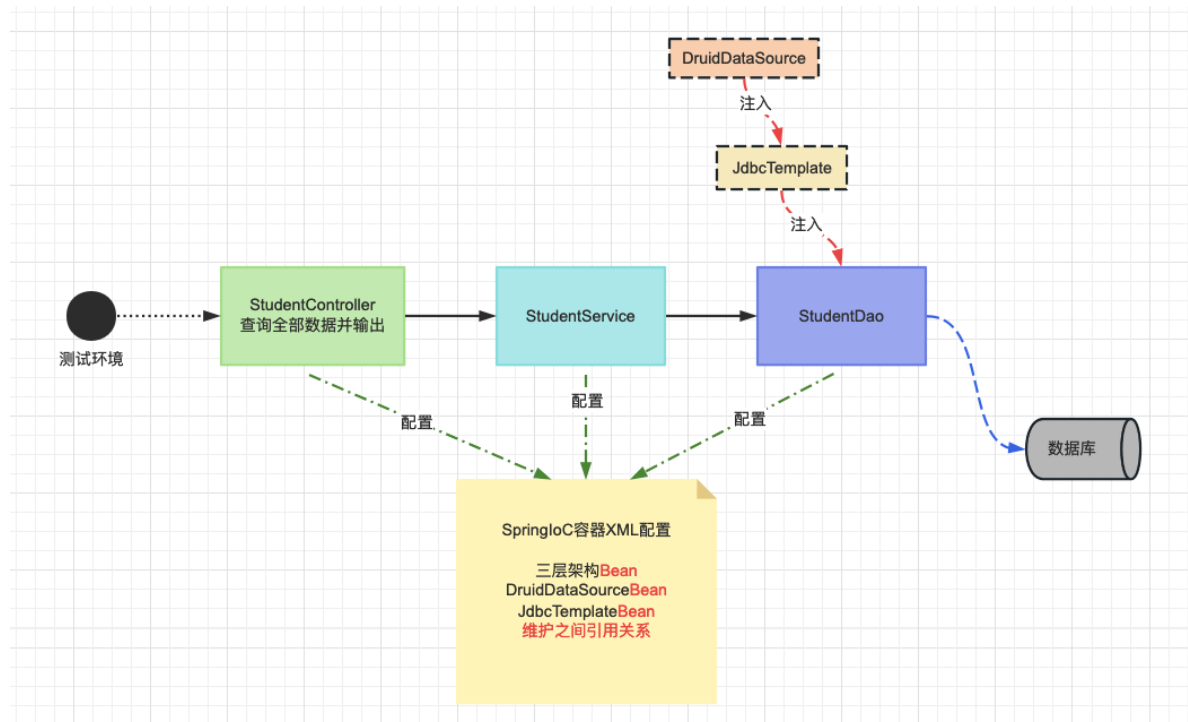 DruidDataSource
注入
JdbcTemplate
注入
StudentController
查询全部数据并输出
StudentService
StudentDao
测试环境
配置
配置
配置
数据库
SpringIoC容器XML配置
三层架构Bean
DruidDataSourceBean
JdbcTemplateBean
维护之间引用关系